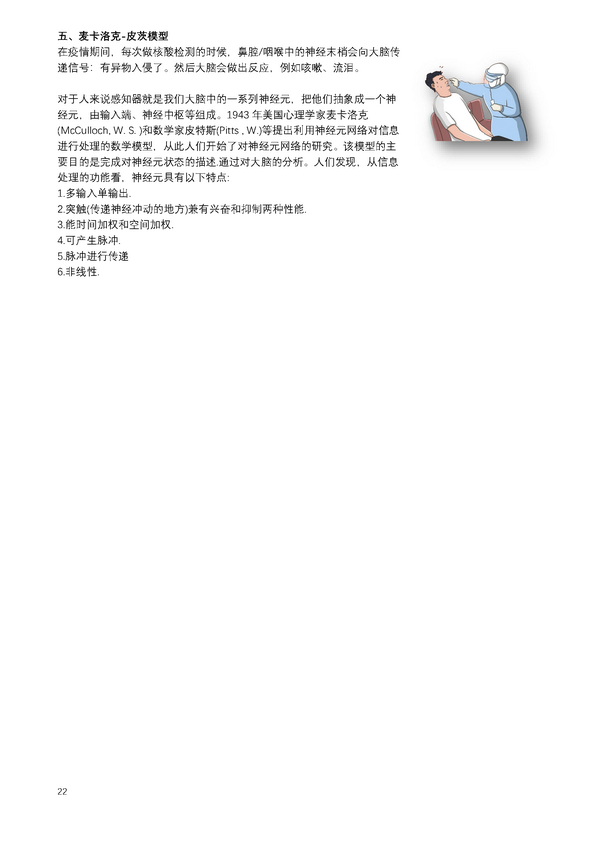 五、麦卡洛克-皮茨模型
在疫情期间，每次做核酸检测的时候，鼻腔/咽喉中的神经末梢会向大脑传
递信号：有异物入侵了。然后大脑会做出反应，例如咳嗽、流泪。
对于人来说感知器就是我们大脑中的一系列神经元，把他们抽象成一个神
经元，由输入端、神经中枢等组成。1943 年美国心理学家麦卡洛克
(McCulloch, W. S. )和数学家皮特斯(Pitts , W.)等提出利用神经元网络对信息
进行处理的数学模型，从此人们开始了对神经元网络的研究。该模型的主
要目的是完成对神经元状态的描述.通过对大脑的分析。人们发现，从信息
处理的功能看，神经元具有以下特点:
1.多输入单输出.
2.突触(传递神经冲动的地方)兼有兴奋和抑制两种性能.
3.能时间加权和空间加权.
4.可产生脉冲.
5.脉冲进行传递
6.非线性.
22